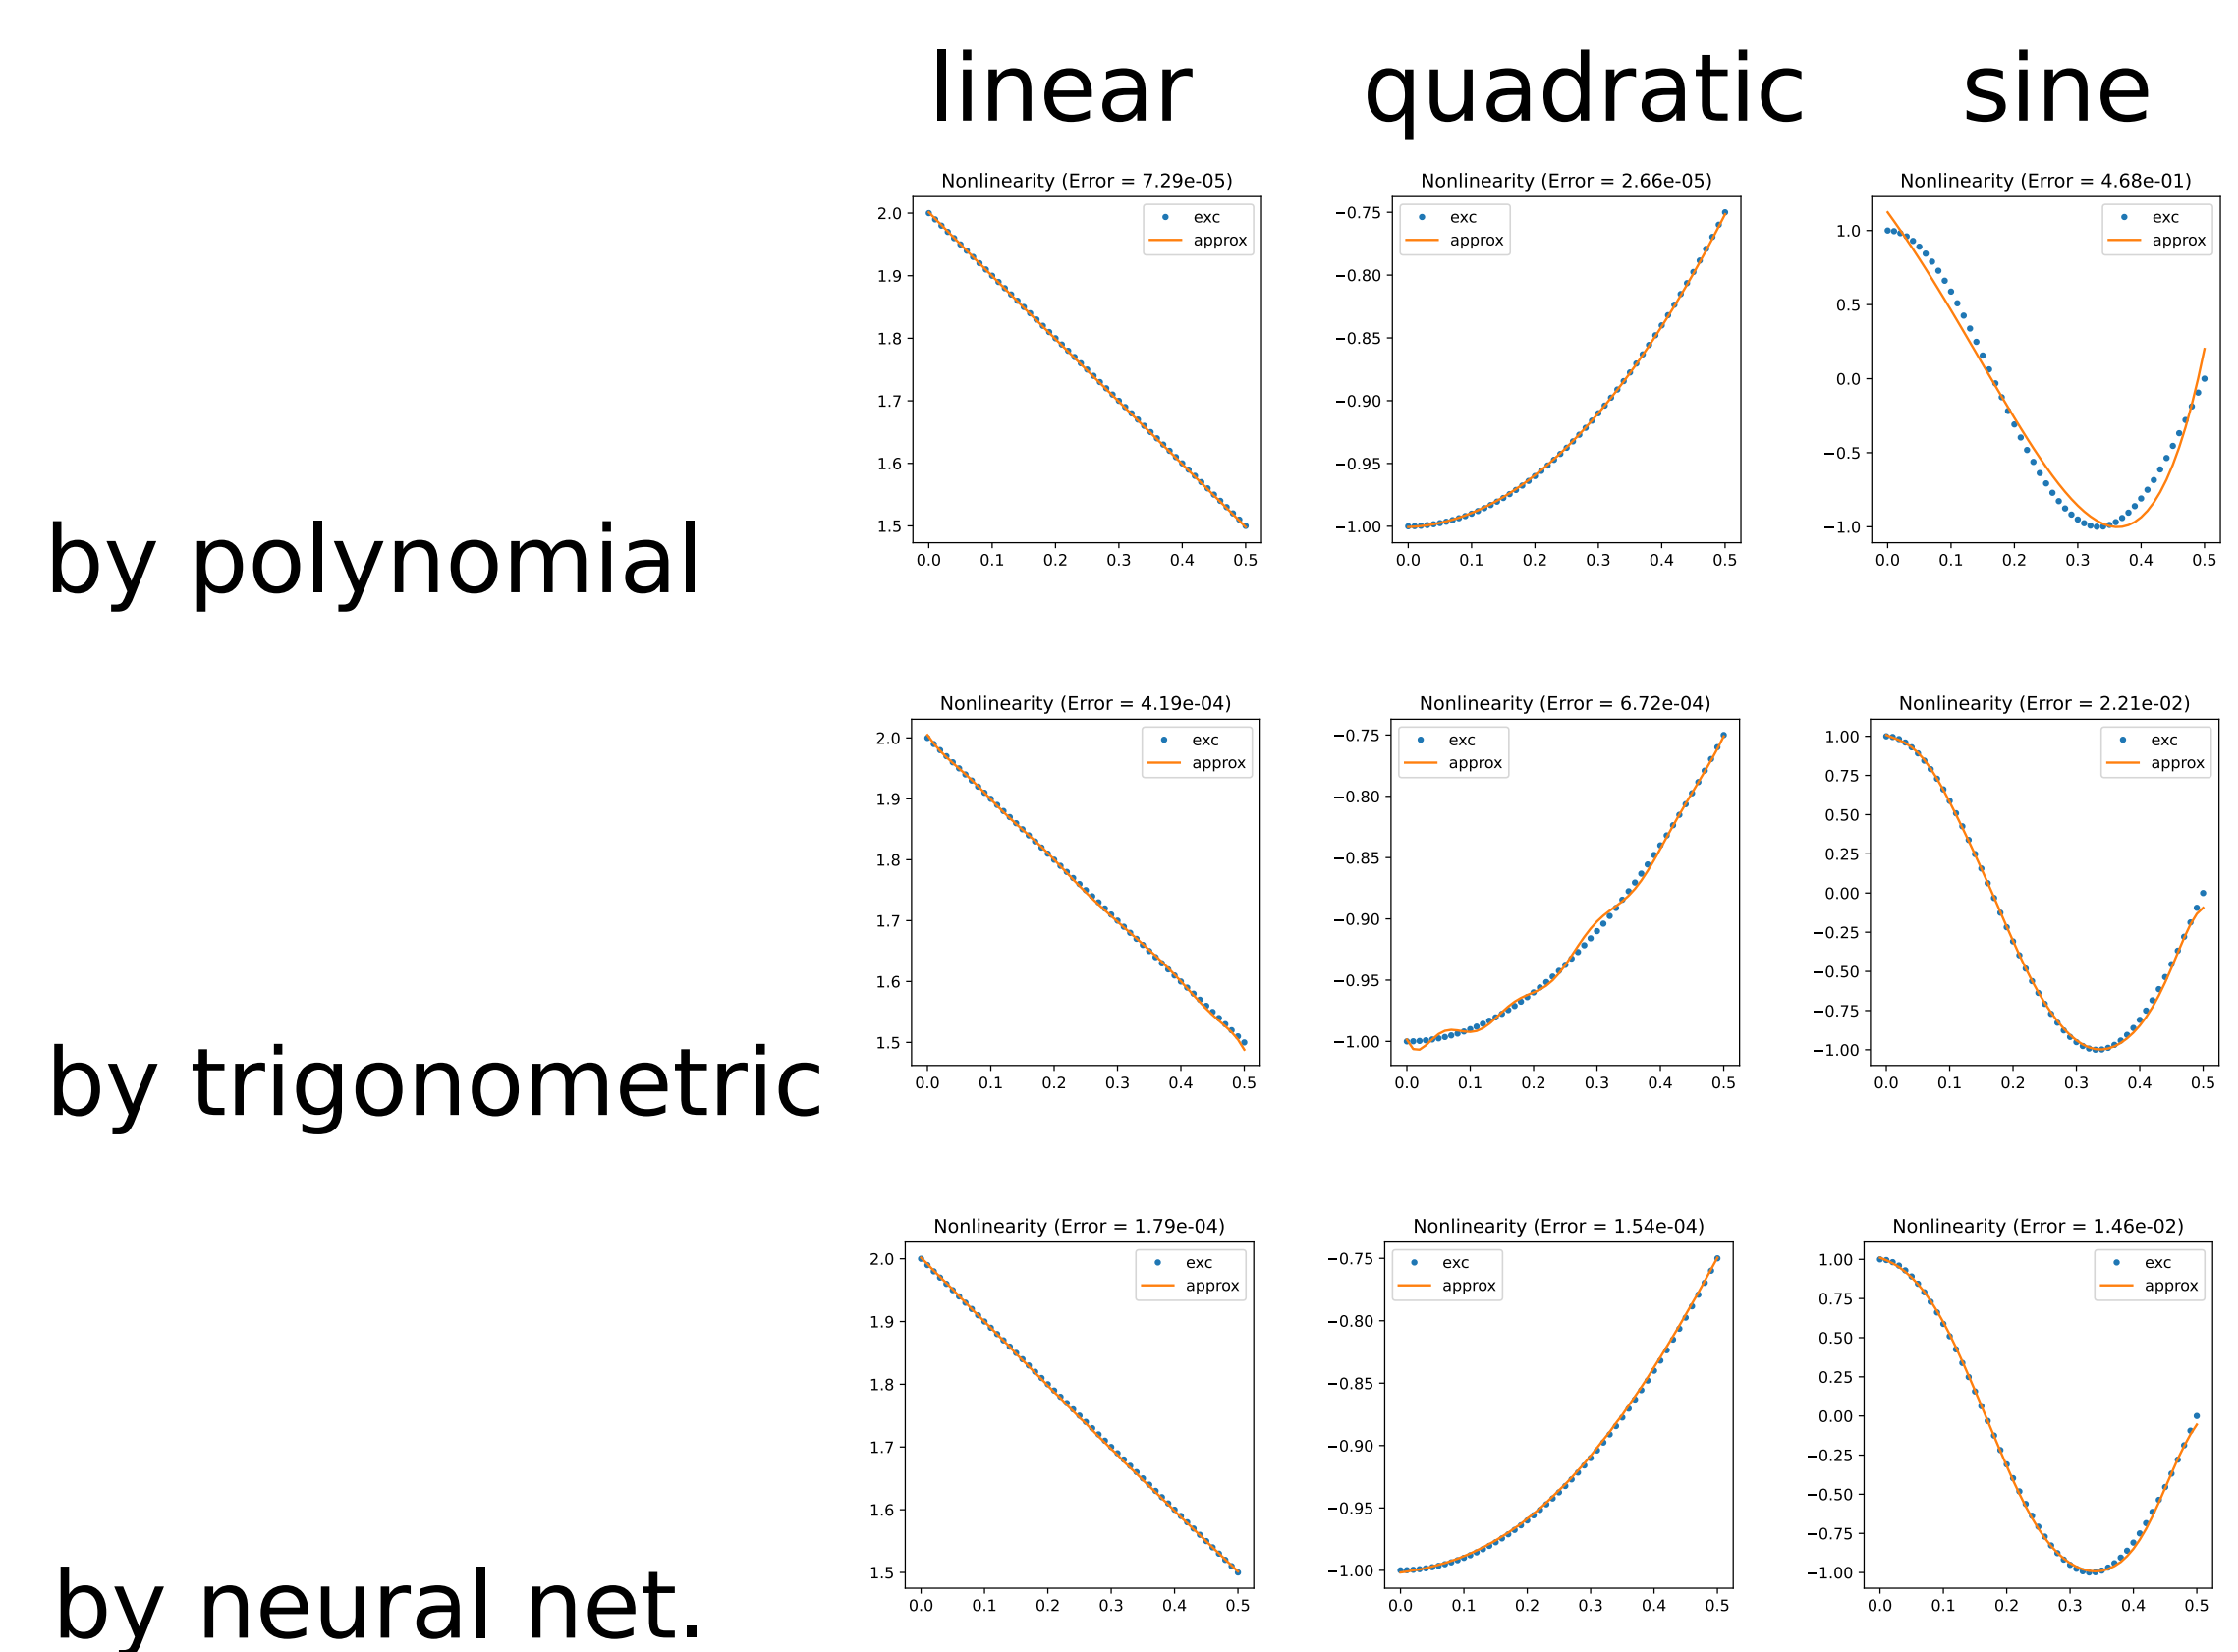 linear quadratic sine
Nonlinearity (Error = 7.29e-05) Nonlinearity (Error = 2.66e-05) Nonlinearity (Error = 4.68e-01)
exc
approx
2.0
1.9
1.8
1.7
1.6
1.5
0.0 0.1 0.2 0.3 0.4 0.5
exc
approx
−0.75
−0.80
−0.85
−0.90
−0.95
−1.00
0.0 0.1 0.2 0.3 0.4 0.5
exc
approx
1.0
0.5
0.0
−0.5
−1.0
0.0 0.1 0.2 0.3 0.4 0.5
by polynomial
Nonlinearity (Error = 4.19e-04) Nonlinearity (Error = 6.72e-04) Nonlinearity (Error = 2.21e-02)
exc
approx
2.0
1.9
1.8
1.7
1.6
1.5
0.0 0.1 0.2 0.3 0.4 0.5
exc
approx
−0.75
−0.80
−0.85
−0.90
−0.95
−1.00
0.0 0.1 0.2 0.3 0.4 0.5
exc
approx
1.00
0.75
0.50
0.25
0.00
−0.25
−0.50
−0.75
−1.00
0.0 0.1 0.2 0.3 0.4 0.5
by trigonometric
Nonlinearity (Error = 1.79e-04) Nonlinearity (Error = 1.54e-04) Nonlinearity (Error = 1.46e-02)
exc
approx
2.0
1.9
1.8
1.7
1.6
1.5
0.0 0.1 0.2 0.3 0.4 0.5
exc
approx
−0.75
−0.80
−0.85
−0.90
−0.95
−1.00
0.0 0.1 0.2 0.3 0.4 0.5
exc
approx
1.00
0.75
0.50
0.25
0.00
−0.25
−0.50
−0.75
−1.00
0.0 0.1 0.2 0.3 0.4 0.5
by neural net.